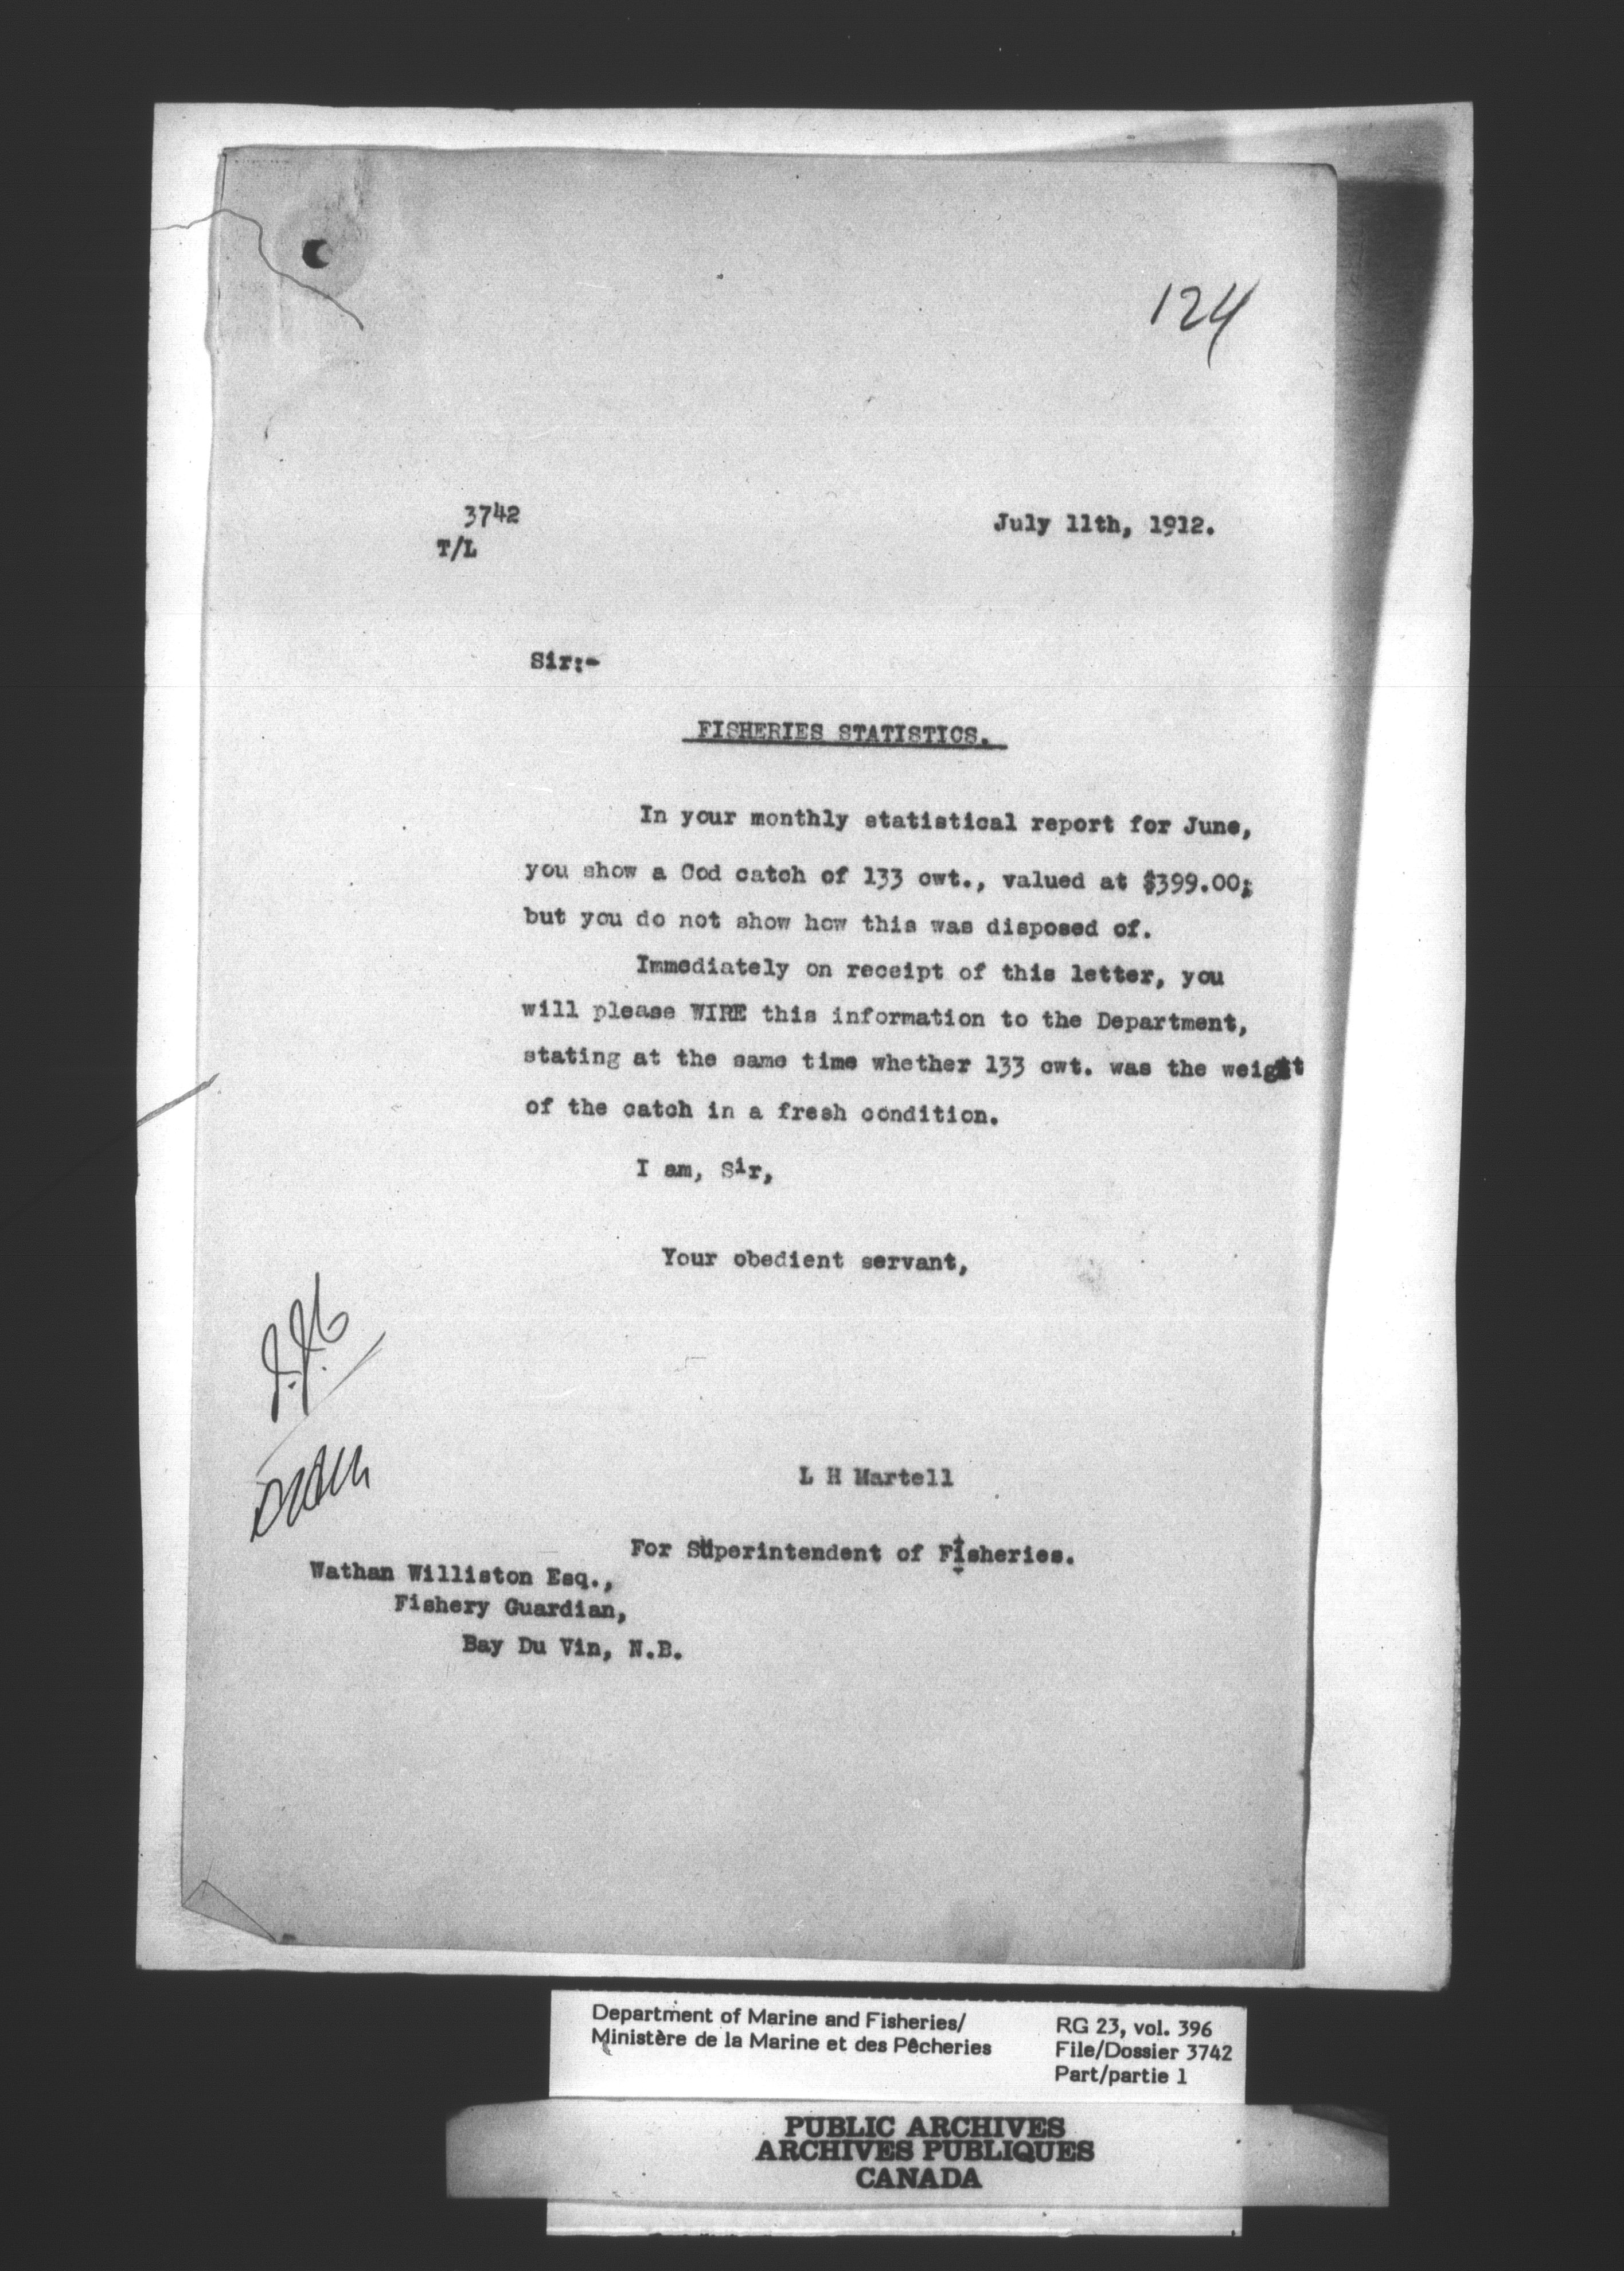 124
3742
T/L
July 11th, 1912.
Sir:-
FISHERIES STATISTICS.
In your monthly statistical report for June,
you show a Cod catch of 133 cwt., valued at $399.00;
but you do not show how this was disposed of.
Immediately on receipt of this letter, you
will please WIRE this information to the Department,
stating at the same time whether 133 cwt. was the weight
of the catch in a fresh condition.
I am, Sir,
Your obedient servant,
L H Martell
For Superintendent of Fisheries.
Wathan Williston Esq.,
Fishery Guardian,
Bay Du Vin, N.B.
Department of Marine and Fisheries/
Ministère de la Marine et des Pêcheries
RG 23, vol. 396
File/Dossier 3742
Part/partie 1
PUBLIC ARCHIVES
ARCHIVES PUBLIQUES
CANADA